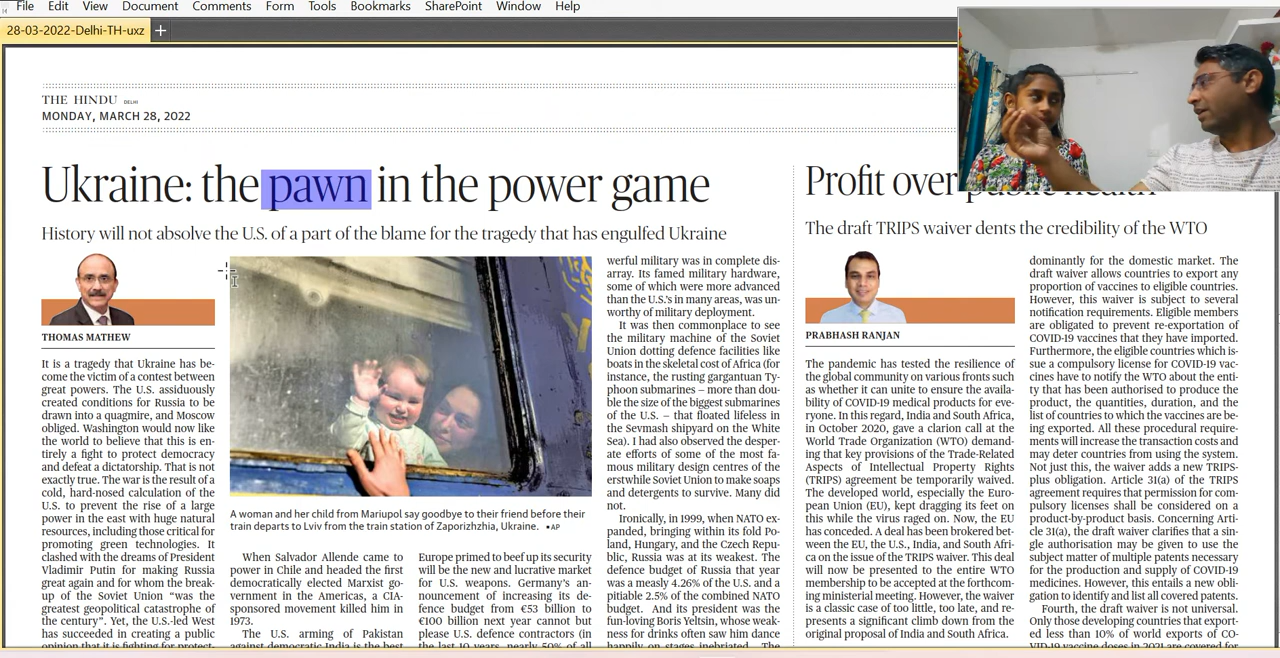 File Edit View Document Comments Form Tools Bookmarks SharePoint Window Help
28-03-2022-Delhi-TH-uxz
THE HINDU DELHI
MONDAY, MARCH 28, 2022
Ukraine: the pawn in the power game
History will not absolve the U.S. of a part of the blame for the tragedy that has engulfed Ukraine
THOMAS MATHEW
It is a tragedy that Ukraine has be-
come the victim of a contest between
great powers. The U.S. assiduously
created conditions for Russia to be
drawn into a quagmire, and Moscow
obliged. Washington would now like
the world to believe that this is en-
tirely a fight to protect democracy
and defeat a dictatorship. That is not
exactly true. The war is the result of a
cold, hard-nosed calculation of the
U.S. to prevent the rise of a large
power in the east with huge natural
resources, including those critical for
promoting green technologies. It
clashed with the dreams of President
Vladimir Putin for making Russia
great again and for whom the break-
up of the Soviet Union “was the
greatest geopolitical catastrophe of
the century”. Yet, the U.S.-led West
has succeeded in creating a public
opinion that it is fighting for protect-
A woman and her child from Mariupol say goodbye to their friend before their
train departs to Lviv from the train station of Zaporizhzhia, Ukraine. •AP
When Salvador Allende came to
power in Chile and headed the first
democratically elected Marxist go-
vernment in the Americas, a CIA-
sponsored movement killed him in
1973.
The U.S. arming of Pakistan
against democratic India is the best
Europe primed to beef up its security
will be the new and lucrative market
for U.S. weapons. Germany’s an-
nouncement of increasing its de-
fence budget from €53 billion to
€100 billion next year cannot but
please U.S. defence contractors (in
the last 10 years, nearly 50% of all
werful military was in complete dis-
array. Its famed military hardware,
some of which were more advanced
than the U.S.’s in many areas, was un-
worthy of military deployment.
It was then commonplace to see
the military machine of the Soviet
Union dotting defence facilities like
boats in the skeletal cost of Africa (for
instance, the rusting gargantuan Ty-
phoon submarines – more than dou-
ble the size of the biggest submarines
of the U.S. – that floated lifeless in
the Sevmash shipyard on the White
Sea). I had also observed the desper-
ate efforts of some of the most fa-
mous military design centres of the
erstwhile Soviet Union to make soaps
and detergents to survive. Many did
not.
Ironically, in 1999, when NATO ex-
panded, bringing within its fold Po-
land, Hungary, and the Czech Repu-
blic, Russia was at its weakest. The
defence budget of Russia that year
was a measly 4.26% of the U.S. and a
pitiable 2.5% of the combined NATO
budget. And its president was the
fun-loving Boris Yeltsin, whose weak-
ness for drinks often saw him dance
happily on stages inebriated. The
Profit over public health
The draft TRIPS waiver dents the credibility of the WTO
PRABHASH RANJAN
The pandemic has tested the resilience of
the global community on various fronts such
as whether it can unite to ensure the availa-
bility of COVID-19 medical products for eve-
ryone. In this regard, India and South Africa,
in October 2020, gave a clarion call at the
World Trade Organization (WTO) demand-
ing that key provisions of the Trade-Related
Aspects of Intellectual Property Rights
(TRIPS) agreement be temporarily waived.
The developed world, especially the Euro-
pean Union (EU), kept dragging its feet on
this while the virus raged on. Now, the EU
has conceded. A deal has been brokered bet-
ween the EU, the U.S., India, and South Afri-
ca on the issue of the TRIPS waiver. This deal
will now be presented to the entire WTO
membership to be accepted at the forthcom-
ing ministerial meeting. However, the waiver
is a classic case of too little, too late, and re-
presents a significant climb down from the
original proposal of India and South Africa.
dominantly for the domestic market. The
draft waiver allows countries to export any
proportion of vaccines to eligible countries.
However, this waiver is subject to several
notification requirements. Eligible members
are obligated to prevent re-exportation of
COVID-19 vaccines that they have imported.
Furthermore, the eligible countries which is-
sue a compulsory license for COVID-19 vac-
cines have to notify the WTO about the enti-
ty that has been authorised to produce the
product, the quantities, duration, and the
list of countries to which the vaccines are be-
ing exported. All these procedural require-
ments will increase the transaction costs and
may deter countries from using the system.
Not just this, the waiver adds a new TRIPS-
plus obligation. Article 31(a) of the TRIPS
agreement requires that permission for com-
pulsory licenses shall be considered on a
product-by-product basis. Concerning Arti-
cle 31(a), the draft waiver clarifies that a sin-
gle authorisation may be given to use the
subject matter of multiple patents necessary
for the production and supply of COVID-19
medicines. However, this entails a new obli-
gation to identify and list all covered patents.
Fourth, the draft waiver is not universal.
Only those developing countries that export-
ed less than 10% of world exports of CO-
VID-19 vaccine doses in 2021 are covered for